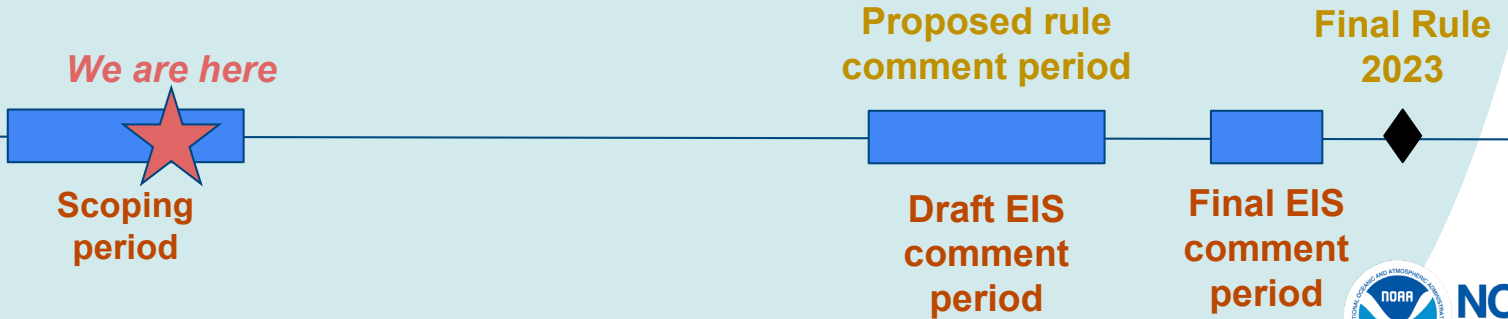 We are here
Scoping
period
Proposed rule
comment period
Draft EIS
comment
period
Final EIS
comment
period
Final Rule
2023
NOAA